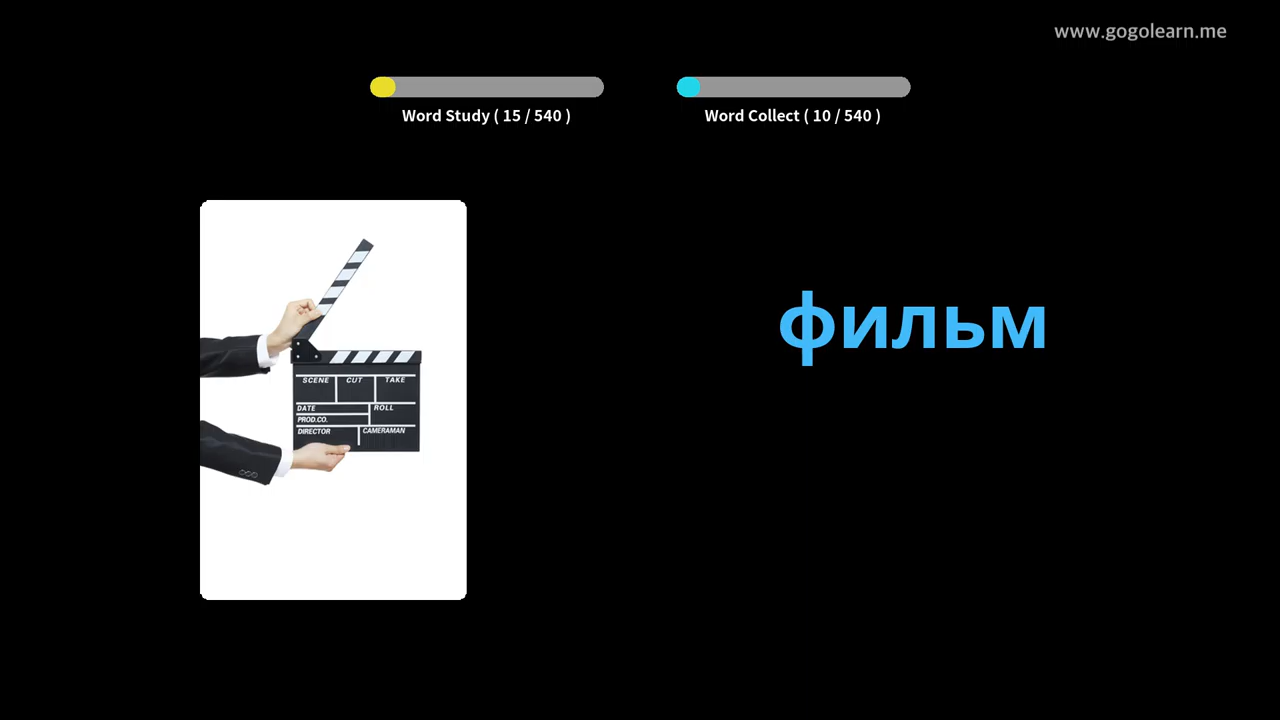 www.gogolearn.me
Word Study ( 15 / 540 )
Word Collect ( 10 / 540 )
фильм
SCENE CUT TAKE
DATE ROLL
PROD.CO.
DIRECTOR CAMERAMAN